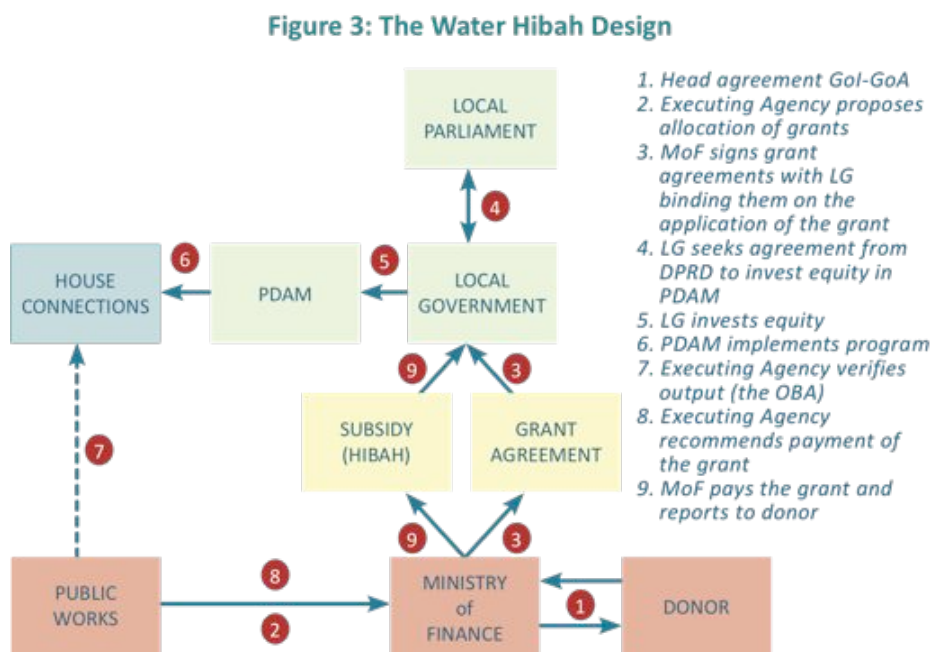 Figure 3: The Water Hibah Design
LOCAL
PARLIAMENT
4
HOUSE
CONNECTIONS
6
PDAM
5
LOCAL
GOVERNMENT
9
3
SUBSIDY
(HIBAH)
GRANT
AGREEMENT
7
9
3
PUBLIC
WORKS
8
2
MINISTRY
of
FINANCE
1
DONOR
1. Head agreement GoI-GoA
2. Executing Agency proposes
allocation of grants
3. MoF signs grant
agreements with LG
binding them on the
application of the grant
4. LG seeks agreement from
DPRD to invest equity in
PDAM
5. LG invests equity
6. PDAM implements program
7. Executing Agency verifies
output (the OBA)
8. Executing Agency
recommends payment of
the grant
9. MoF pays the grant and
reports to donor